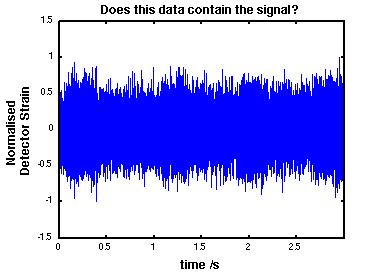 Does this data contain the signal?
1.5
1
0.5
0
-0.5
-1
-1.5
Normalised
Detector Strain
0 0.5 1 1.5 2 2.5
time /s